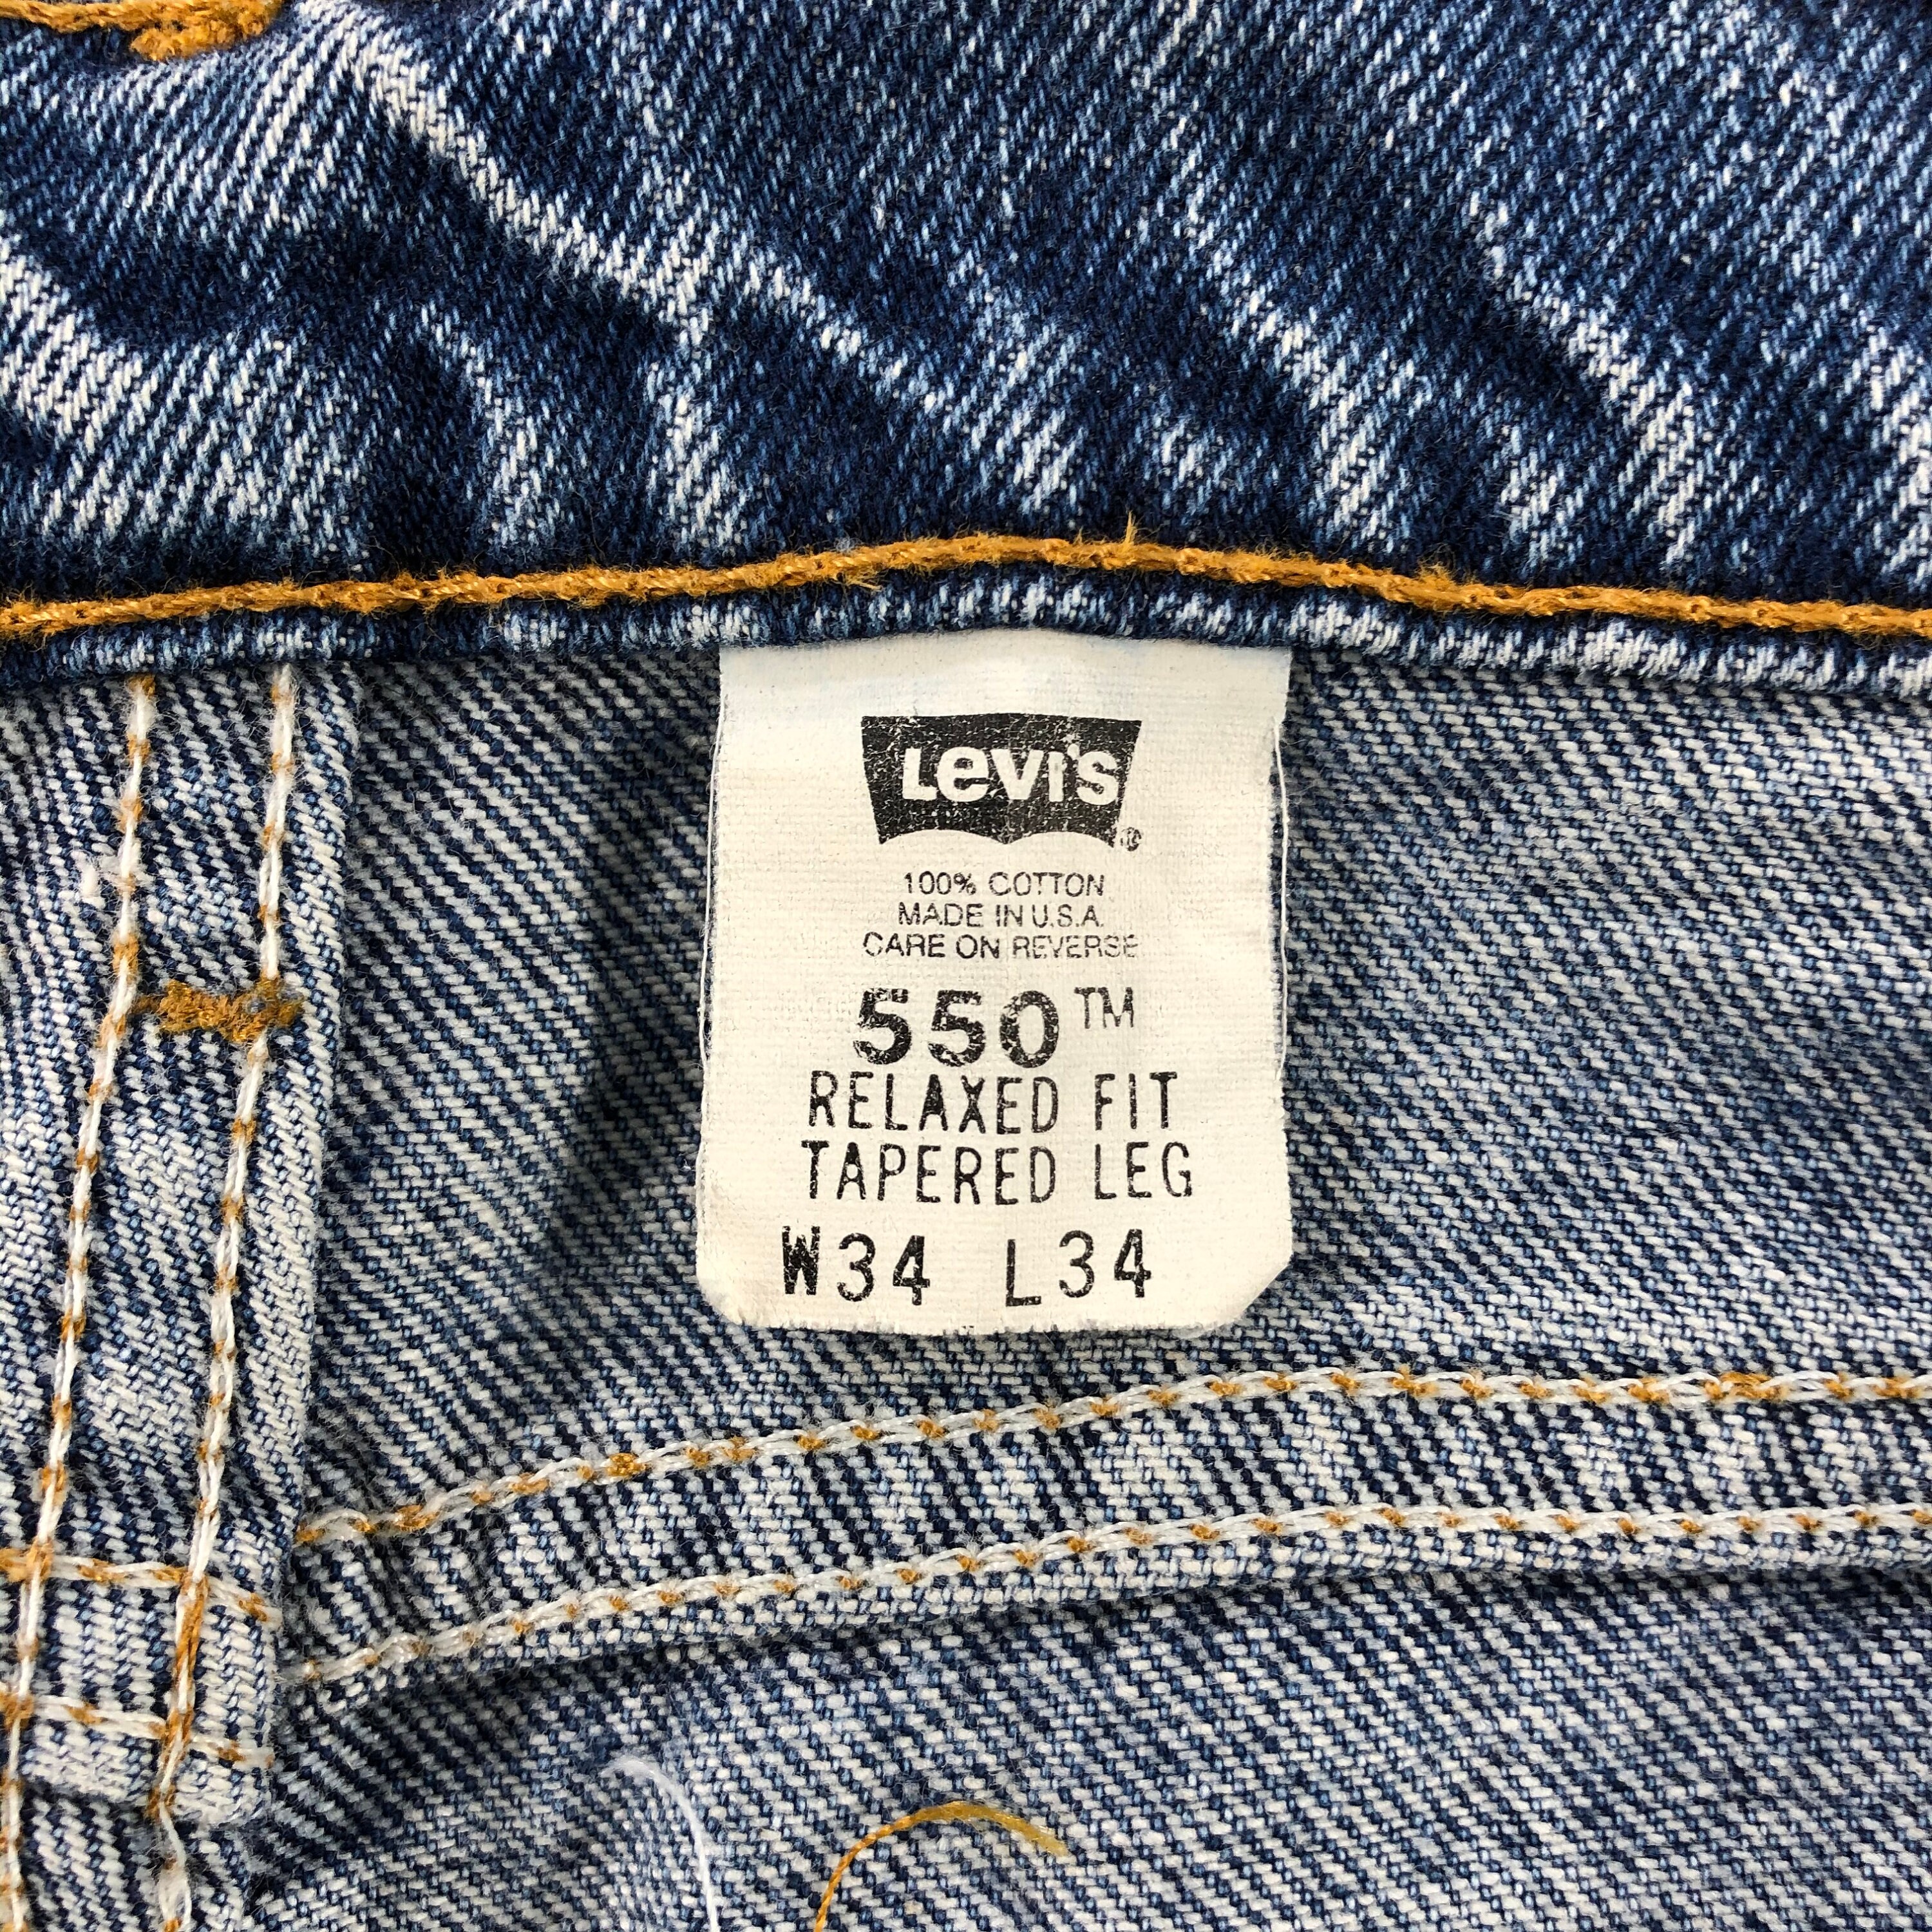 Levi's®
100% COTTON
MADE IN U.S.A.
CARE ON REVERSE
550™
RELAXED FIT
TAPERED LEG
W34 L34